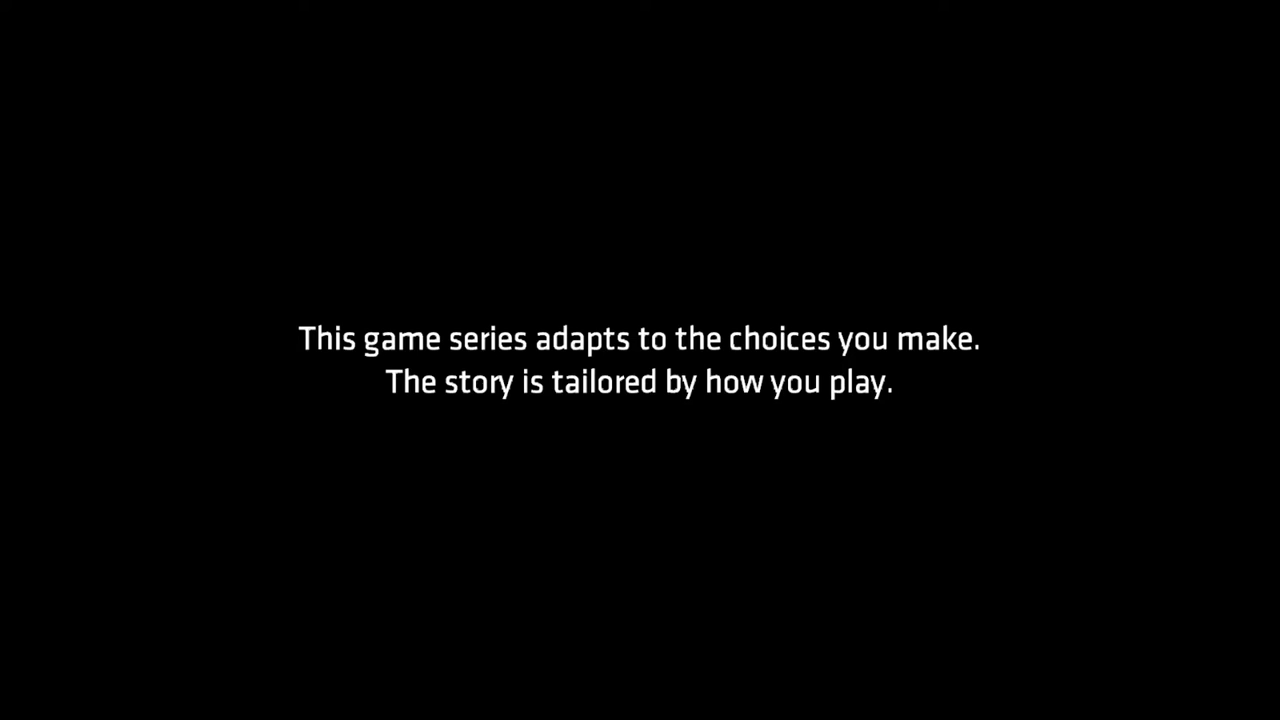 This game series adapts to the choices you make.
The story is tailored by how you play.